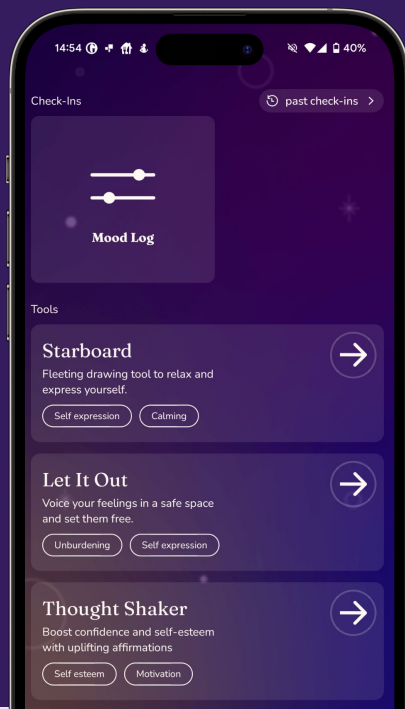 14:54
40%
Check-Ins
past check-ins
Mood Log
Tools
Starboard
Fleeting drawing tool to relax and
express yourself.
Self expression
Calming
Let It Out
Voice your feelings in a safe space
and set them free.
Unburdening
Self expression
Thought Shaker
Boost confidence and self-esteem
with uplifting affirmations
Self esteem
Motivation